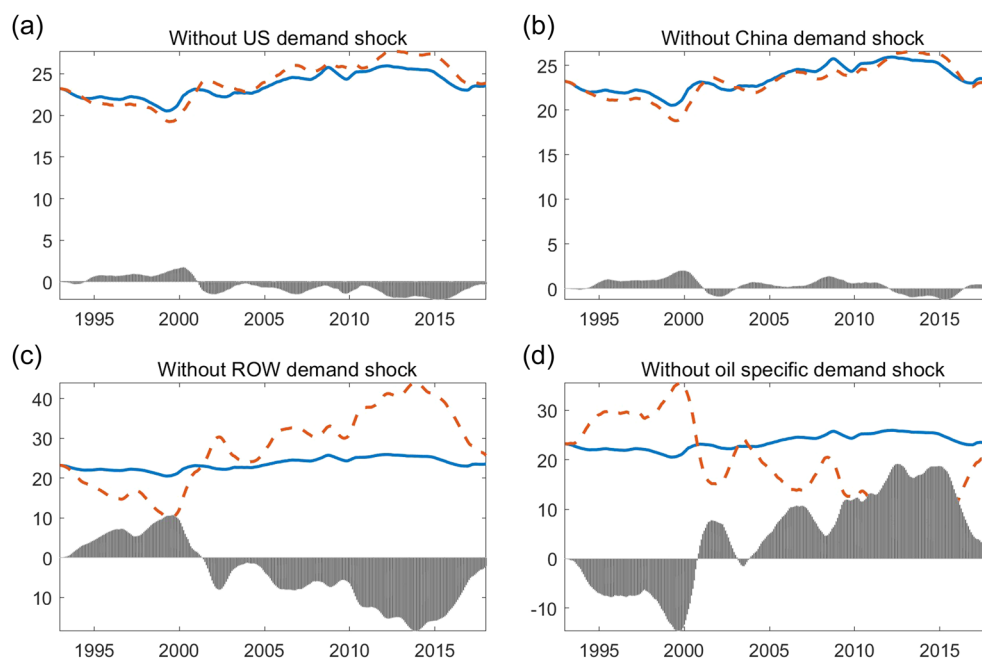 (a)
Without US demand shock
25
20
15
10
5
0
1995 2000 2005 2010 2015
(b)
Without China demand shock
25
20
15
10
5
0
1995 2000 2005 2010 2015
(c)
Without ROW demand shock
40
30
20
10
0
10
1995 2000 2005 2010 2015
(d)
Without oil specific demand shock
30
20
10
0
-10
1995 2000 2005 2010 2015